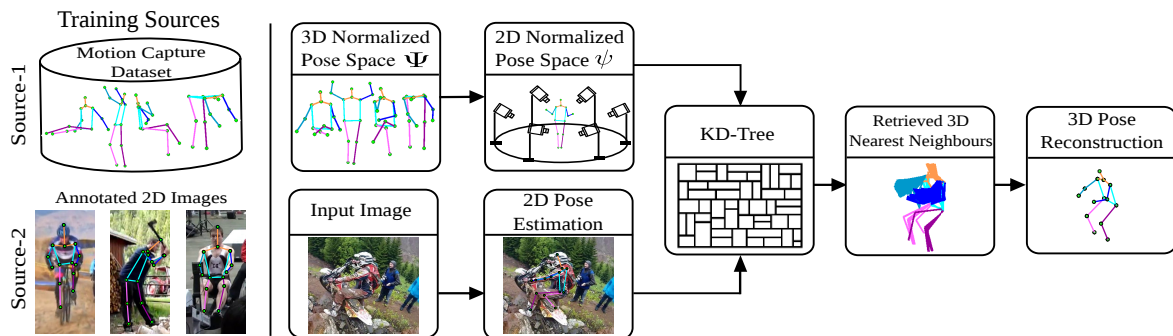 Training Sources
Source-1
Motion Capture
Dataset
Source-2
Annotated 2D Images
3D Normalized
Pose Space Ψ
2D Normalized
Pose Space ψ
Input Image
2D Pose Estimation
KD-Tree
Retrieved 3D
Nearest Neighbours
3D Pose
Reconstruction